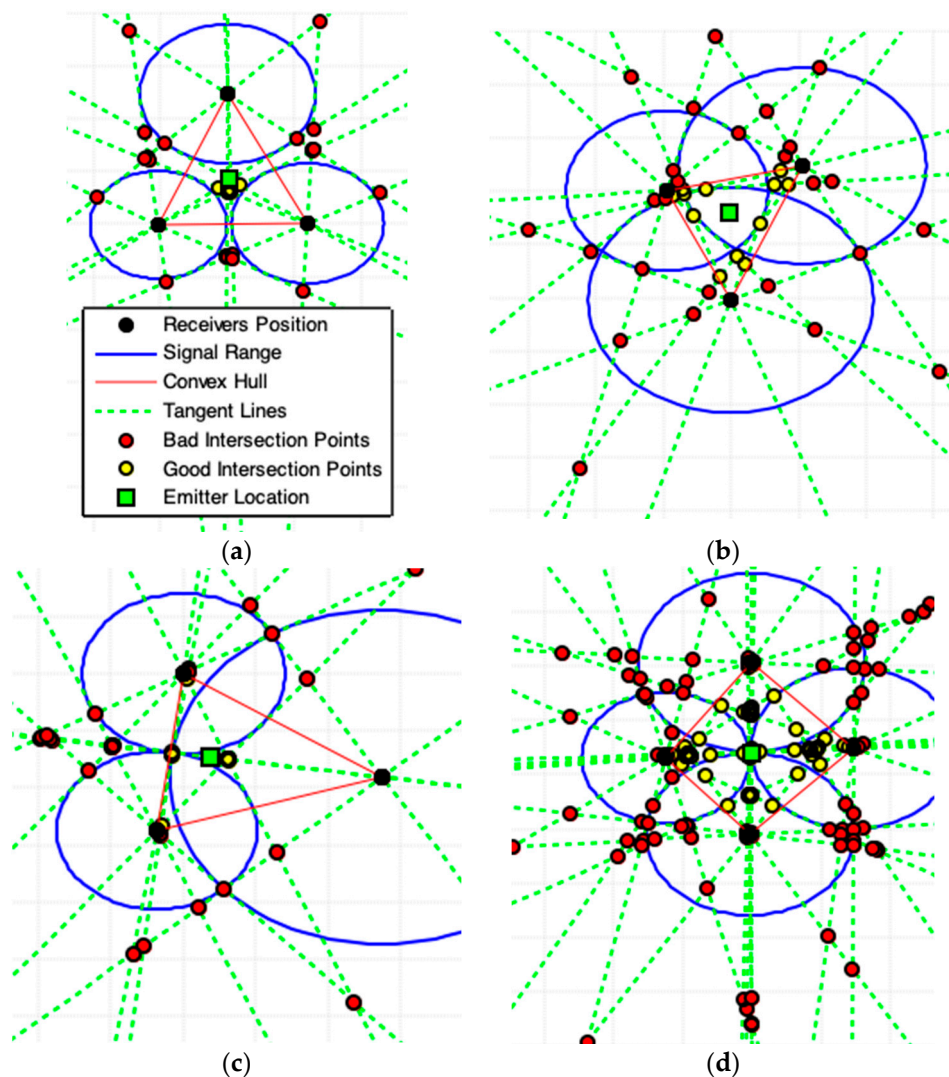 Receivers Position
Signal Range
Convex Hull
Tangent Lines
Bad Intersection Points
Good Intersection Points
Emitter Location
(a)
(b)
(c)
(d)